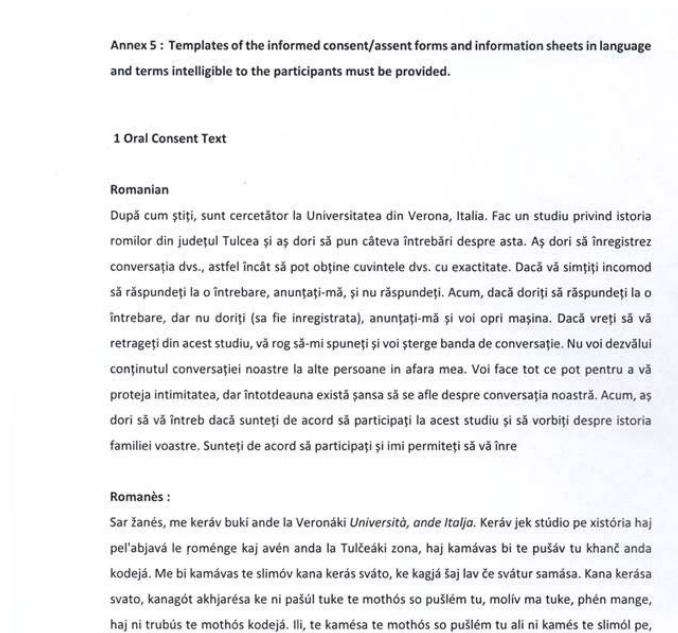 Annex 5 : Templates of the informed consent/assent forms and information sheets in language
and terms intelligible to the participants must be provided.
1 Oral Consent Text
Romanian
După cum știți, sunt cercetător la Universitatea din Verona, Italia. Fac un studiu privind istoria
romilor din județul Tulcea și aș dori să pun câteva întrebări despre asta. Aș dori să înregistrez
conversația dvs., astfel încât să pot obține cuvintele dvs. cu exactitate. Dacă vă simțiți incomod
să răspundeți la o întrebare, anunțați-mă, și nu răspundeți. Acum, dacă doriți să răspundeți la o
întrebare, dar nu doriți (sa fie inregistrata), anunțați-mă și voi opri mașina. Dacă vreti să vă
retrageți din acest studiu, vă rog să-mi spuneți și voi șterge banda de conversație. Nu voi dezvălui
conținutul conversației noastre la alte persoane in afara mea. Voi face tot ce pot pentru a vă
proteja intimitatea, dar întotdeauna există șansa să se afle despre conversația noastră. Acum, aș
dori să vă întreb dacă sunteți de acord să participați la acest studiu și să vorbiți despre istoria
familiei voastre. Sunteți de acord să participați și imi permiteți să vă înre
Romanès :
Sar žanés, me keráv bukí ande la Veronáki Università, ande Italja. Keráv jek stúdio pe xistória haj
pel'abjavá le ṛoménge kaj avén anda la Tulčeáki zona, haj kamávas bi te pušáv tu khanč anda
kodejá. Me bi kamávas te slimóv kana kerás sváto, ke kagjá šaj lav če svátur samása. Kana kerása
svato, kanagót akhjarésa ke ni pašúl tuke te mothós so pušlém tu, molív ma tuke, phén mange,
haj ni trubús te mothós kodejá. Ili, te kamésa te mothós so pušlém tu ali ni kamés te slimól pe,